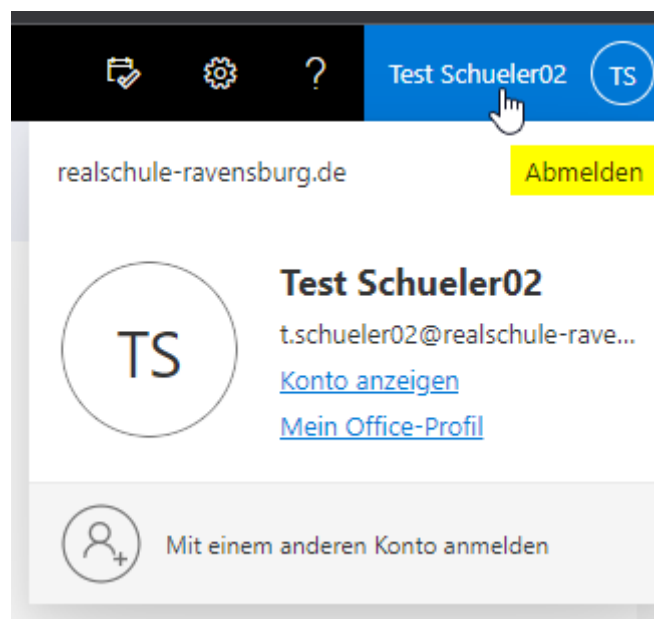 ? Test Schueler02 TS
realschule-ravensburg.de Abmelden
TS
Test Schueler02
t.schueler02@realschule-rave...
Konto anzeigen
Mein Office-Profil
Mit einem anderen Konto anmelden